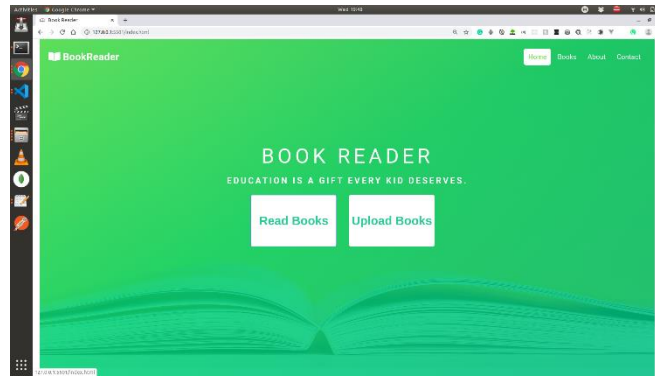 Activities Google Chrome
Book Reader
BookReader
Home Books About Contact
BOOK READER
EDUCATION IS A GIFT EVERY KID DESERVES.
Read Books Upload Books